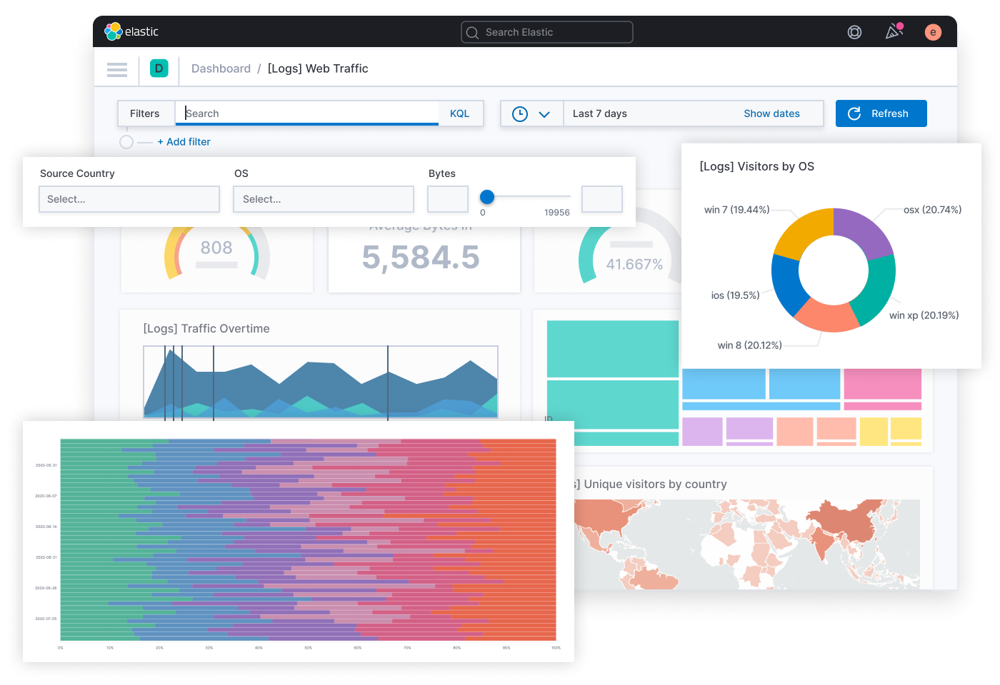 elastic
Search Elastic
e
D
Dashboard / [Logs] Web Traffic
Filters
Search
KQL
Last 7 days
Show dates
Refresh
+ Add filter
Source Country
OS
Bytes
Select...
Select...
0
19956
[Logs] Visitors by OS
win 7 (19.44%)
osx (20.74%)
ios (19.5%)
win xp (20.19%)
win 8 (20.12%)
808
Average Bytes In
5,584.5
41.667%
[Logs] Traffic Overtime
ID
s] Unique visitors by country
2020-05-31
2020-06-07
2020-06-14
2020-06-21
2020-06-28
2020-07-05
0%
10%
20%
30%
40%
50%
60%
70%
80%
90%
100%